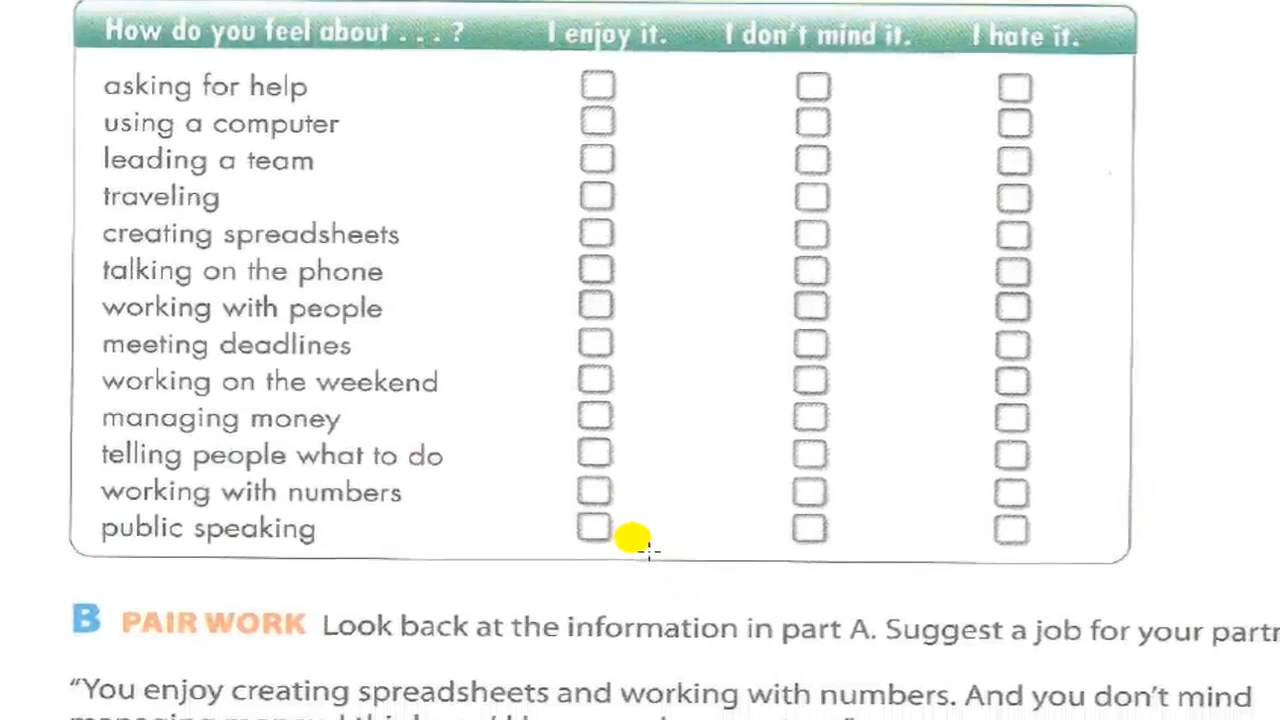 How do you feel about . . . ? I enjoy it. I don't mind it. I hate it.
asking for help
using a computer
leading a team
traveling
creating spreadsheets
talking on the phone
working with people
meeting deadlines
working on the weekend
managing money
telling people what to do
working with numbers
public speaking
B PAIR WORK Look back at the information in part A. Suggest a job for your
"You enjoy creating spreadsheets and working with numbers. And you don't mind